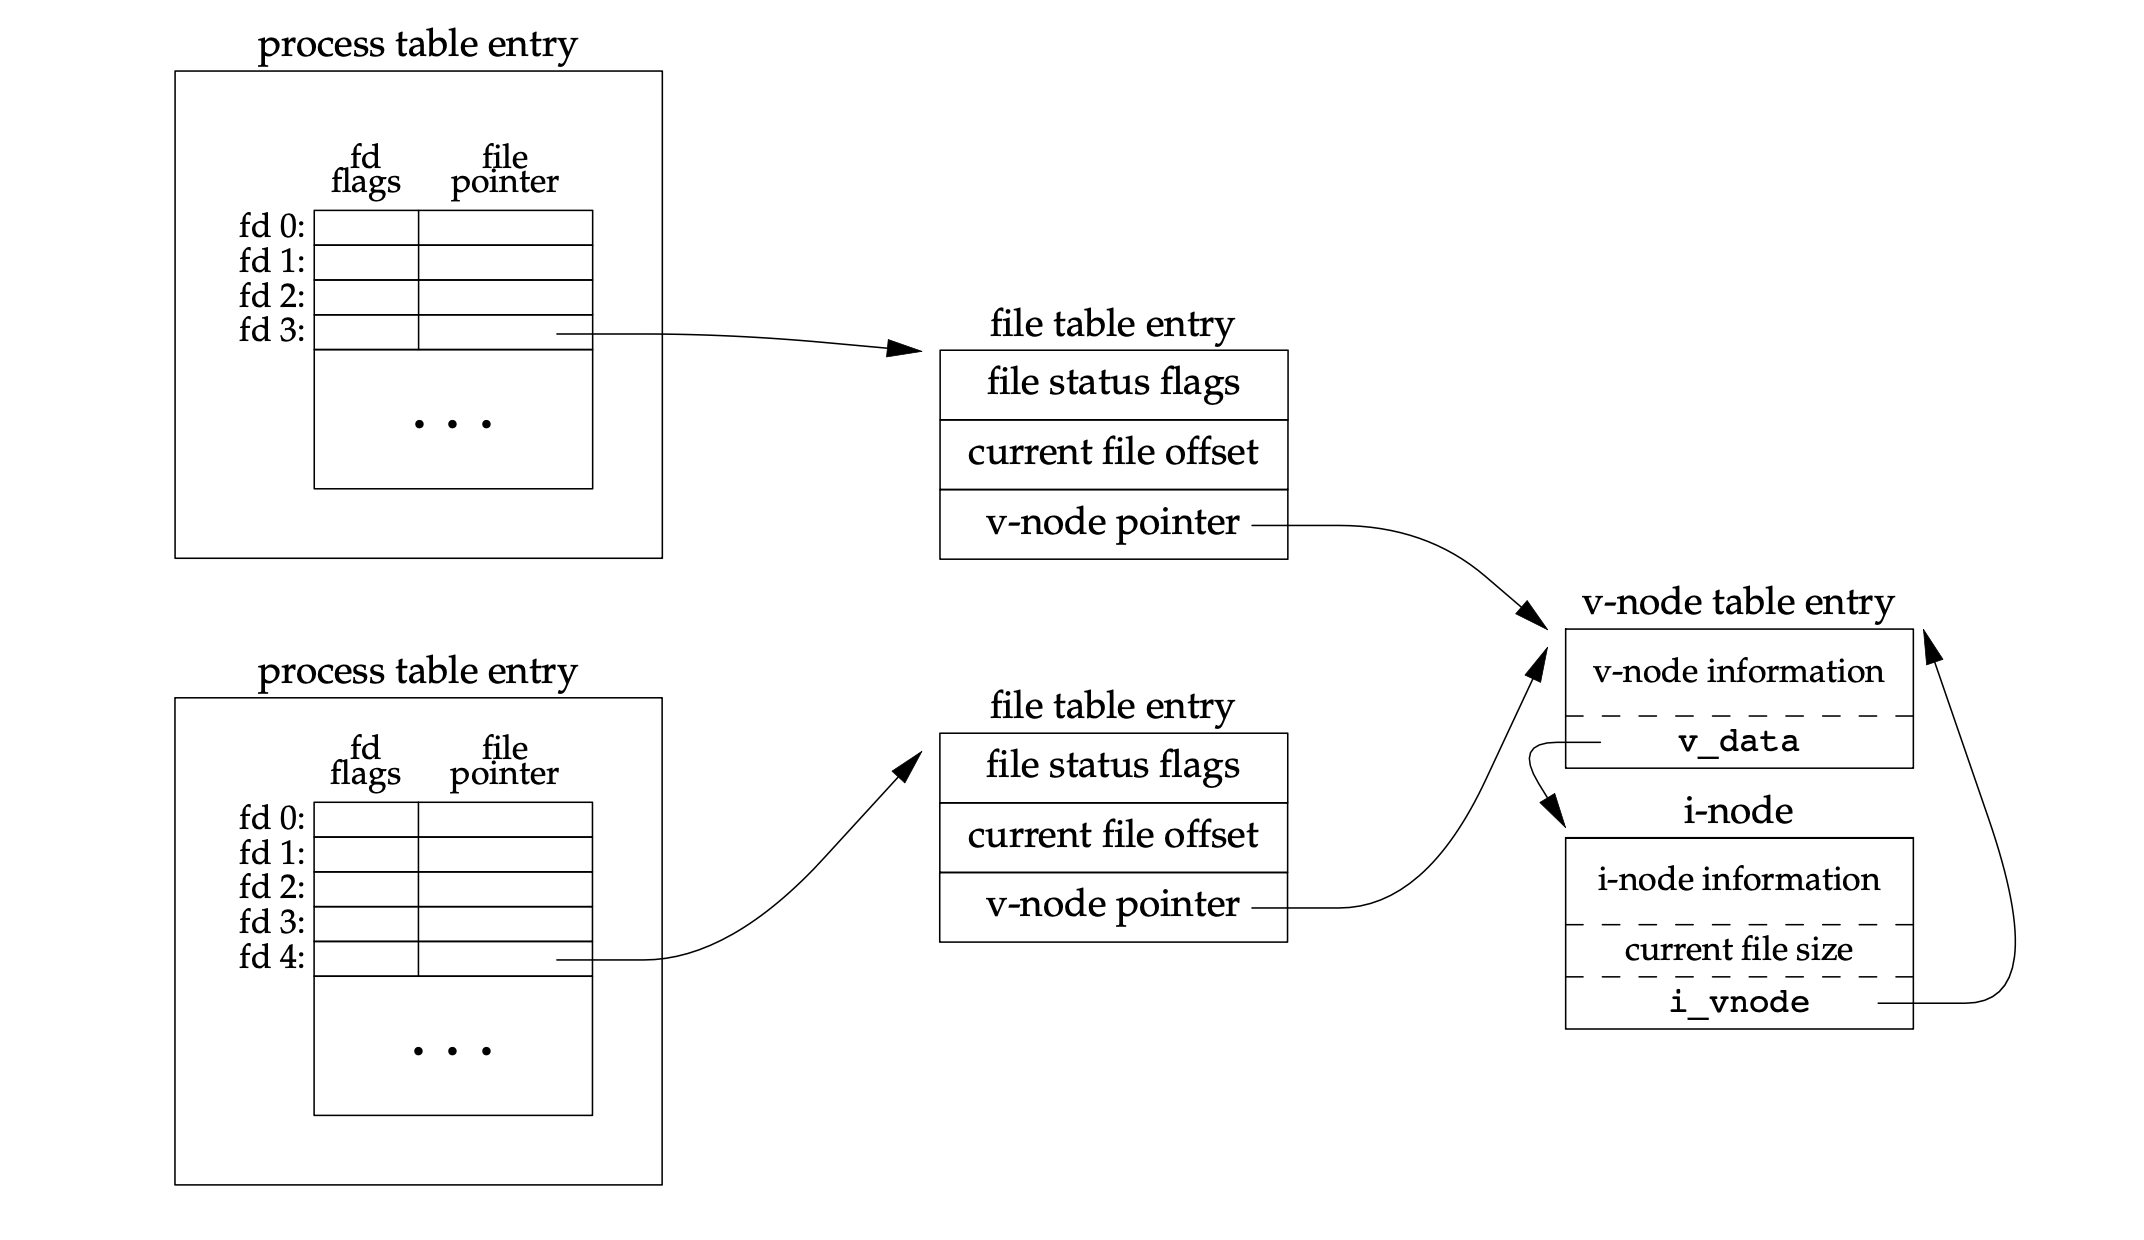 process table entry
fd
flags
file
pointer
fd 0:
fd 1:
fd 2:
fd 3:
. . .
file table entry
file status flags
current file offset
v-node pointer
process table entry
fd
flags
file
pointer
fd 0:
fd 1:
fd 2:
fd 3:
fd 4:
. . .
file table entry
file status flags
current file offset
v-node pointer
v-node table entry
v-node information
v_data
i-node
i-node information
current file size
i_vnode